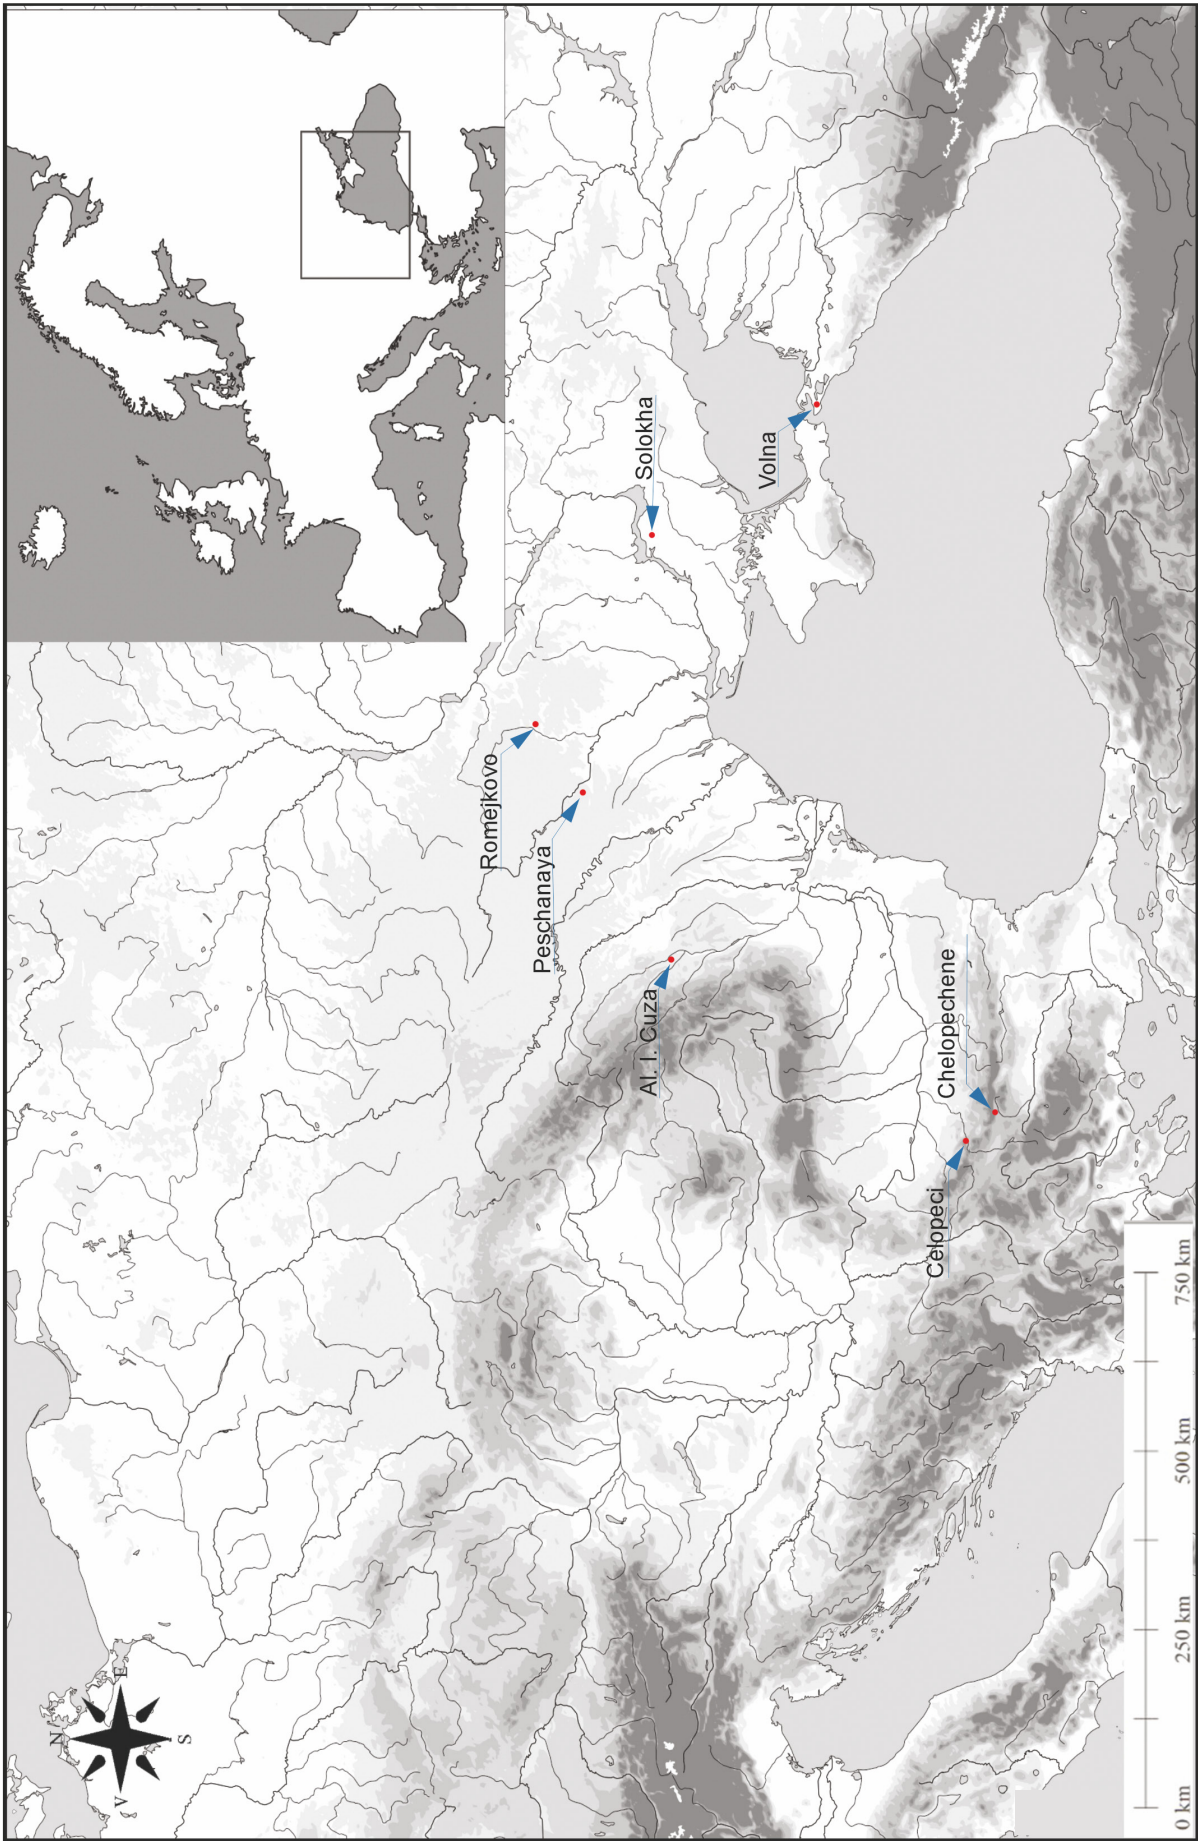 N
V
E
S
Romejkovo
Peschanaya
Solokha
Al. I. Cuza
Volna
Celopeci
Chelopechene
0 km
250 km
500 km
750 km